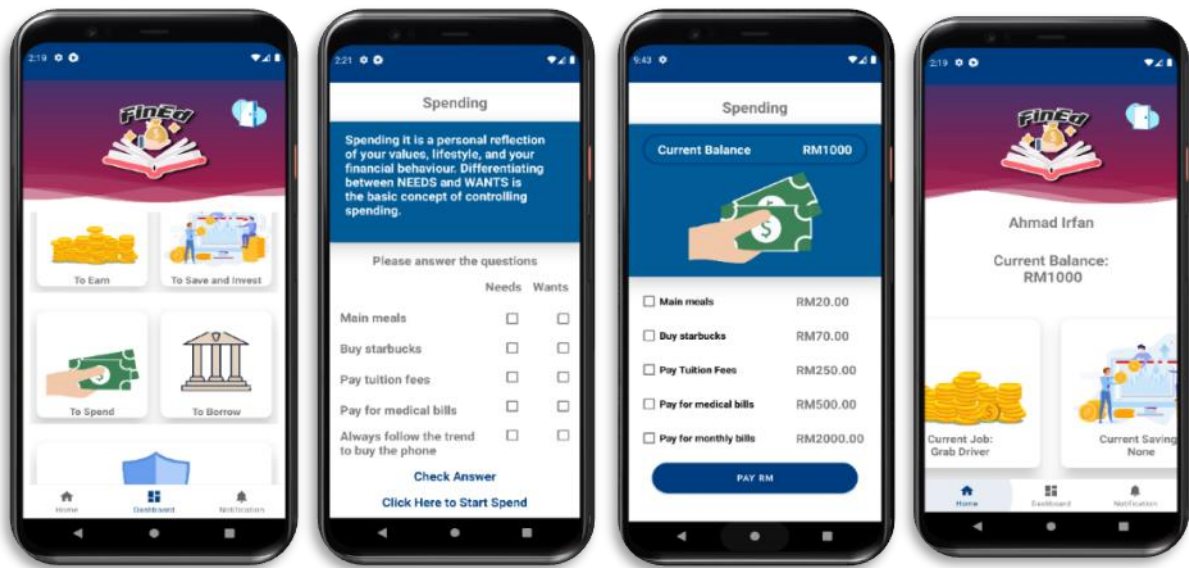 2:19
FinEd
To Earn
To Save and Invest
To Spend
To Borrow
Home
Dashboard
Notification
2:21
Spending
Spending it is a personal reflection
of your values, lifestyle, and your
financial behaviour. Differentiating
between NEEDS and WANTS is
the basic concept of controlling
spending.
Please answer the questions
Needs Wants
Main meals
Buy starbucks
Pay tuition fees
Pay for medical bills
Always follow the trend
to buy the phone
Check Answer
Click Here to Start Spend
9:43
Spending
Current Balance RM1000
Main meals RM20.00
Buy starbucks RM70.00
Pay Tuition Fees RM250.00
Pay for medical bills RM500.00
Pay for monthly bills RM2000.00
PAY RM
2:19
FinEd
Ahmad Irfan
Current Balance:
RM1000
Current Job:
Grab Driver
Current Saving
None
Home
Dashboard
Notification